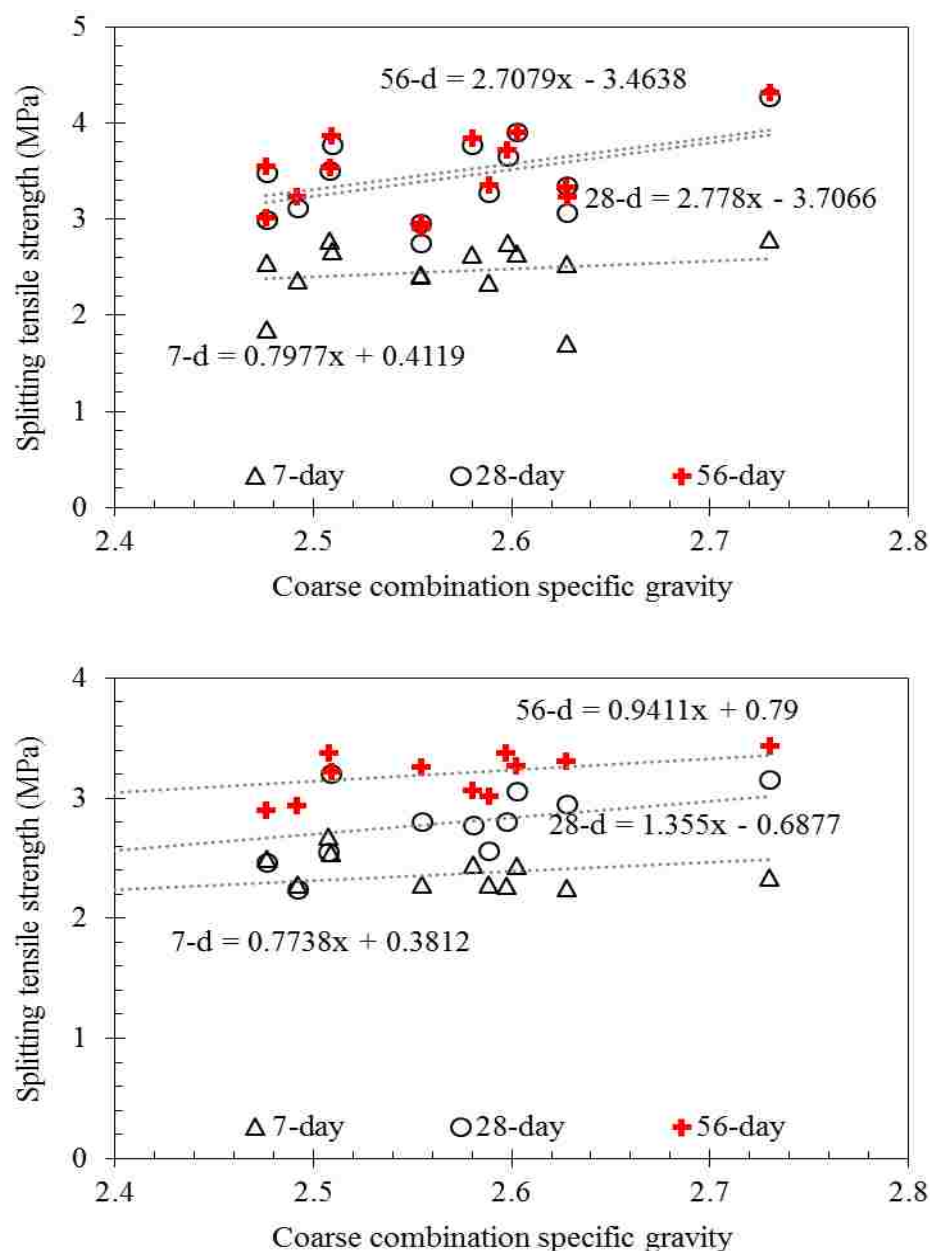 5
56-d = 2.7079x - 3.4638
4
3
28-d = 2.778x - 3.7066
2
7-d = 0.7977x + 0.4119
1
7-day 28-day 56-day
0
2.4 2.5 2.6 2.7 2.8
Coarse combination specific gravity
Splitting tensile strength (MPa)
4
56-d = 0.9411x + 0.79
3
28-d = 1.355x - 0.6877
2
7-d = 0.7738x + 0.3812
1
7-day 28-day 56-day
0
2.4 2.5 2.6 2.7 2.8
Coarse combination specific gravity
Splitting tensile strength (MPa)